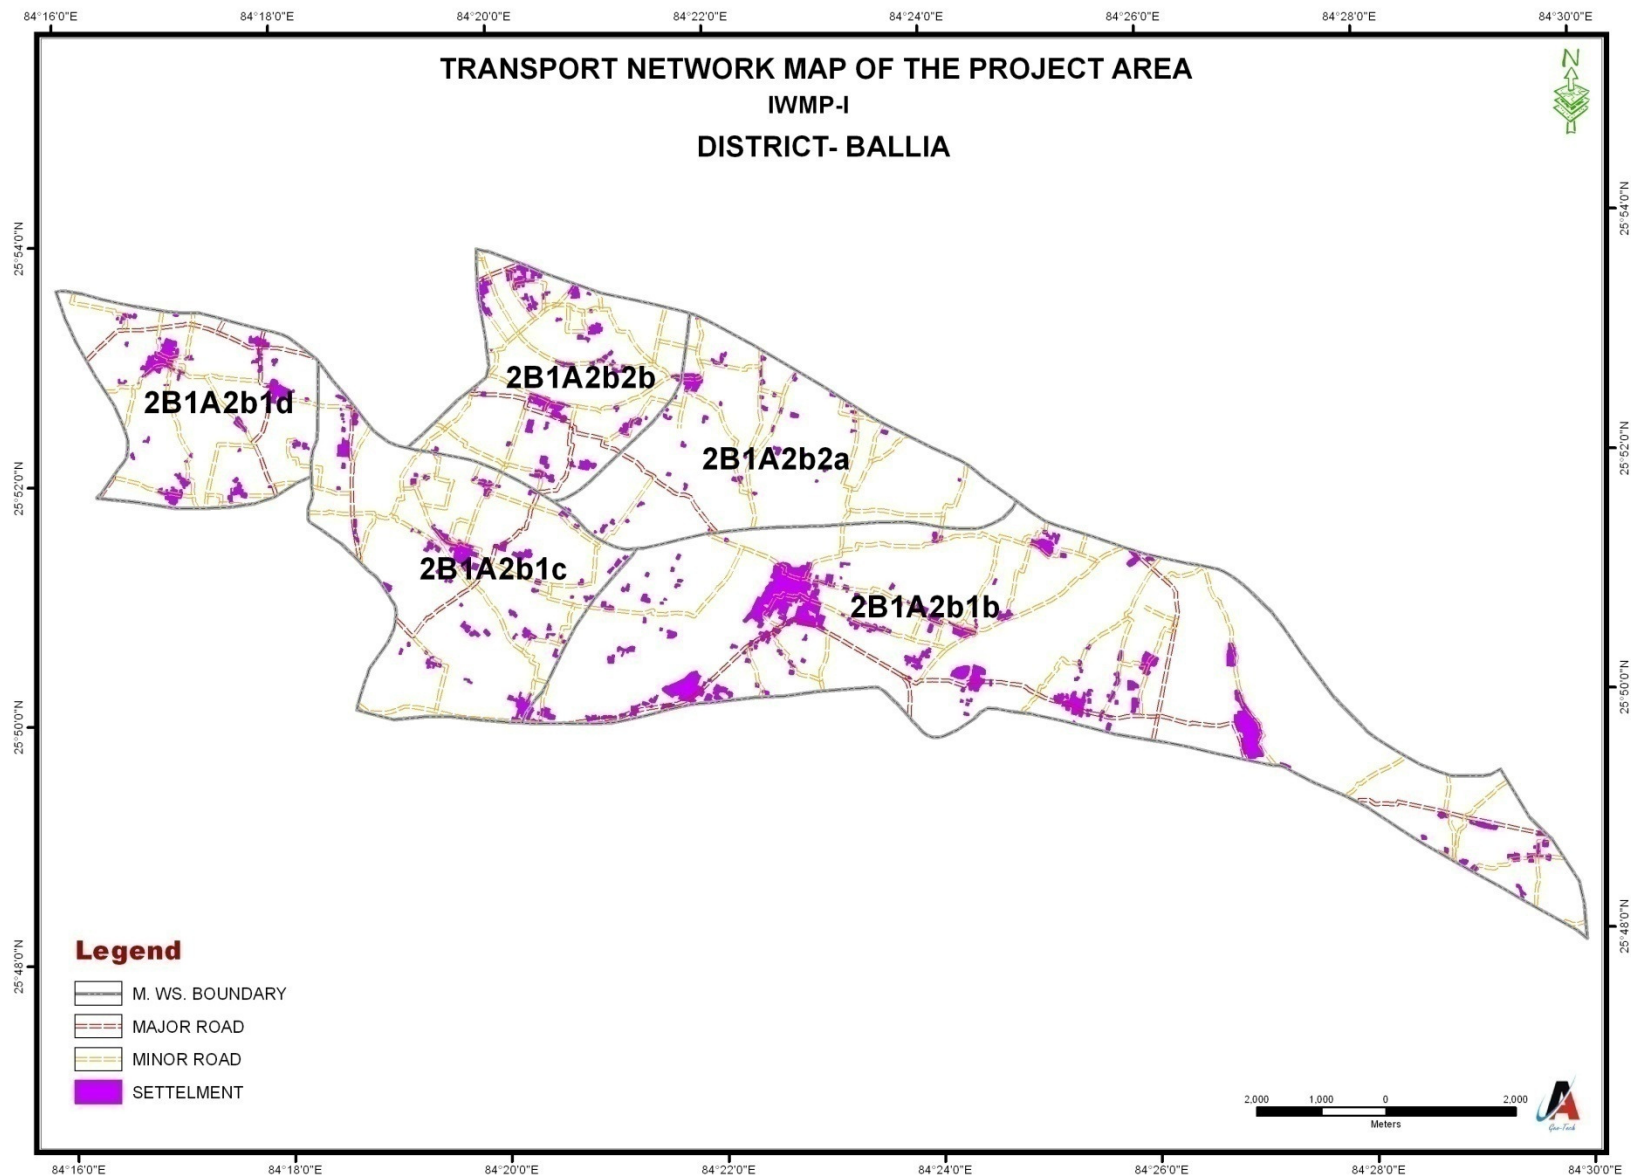 84°16'0"E 84°18'0"E 84°20'0"E 84°22'0"E 84°24'0"E 84°26'0"E 84°28'0"E 84°30'0"E
N
TRANSPORT NETWORK MAP OF THE PROJECT AREA
IWMP-I
DISTRICT- BALLIA
25°54'0"N
25°54'0"N
2B1A2b2b
2B1A2b1d
2B1A2b2a
25°52'0"N
25°52'0"N
2B1A2b1c
2B1A2b1b
25°50'0"N
25°50'0"N
25°48'0"N
25°48'0"N
Legend
M. WS. BOUNDARY
MAJOR ROAD
MINOR ROAD
SETTELMENT
2,000 1,000 0 2,000
Meters
A
Geo-Tech
84°16'0"E 84°18'0"E 84°20'0"E 84°22'0"E 84°24'0"E 84°26'0"E 84°28'0"E 84°30'0"E